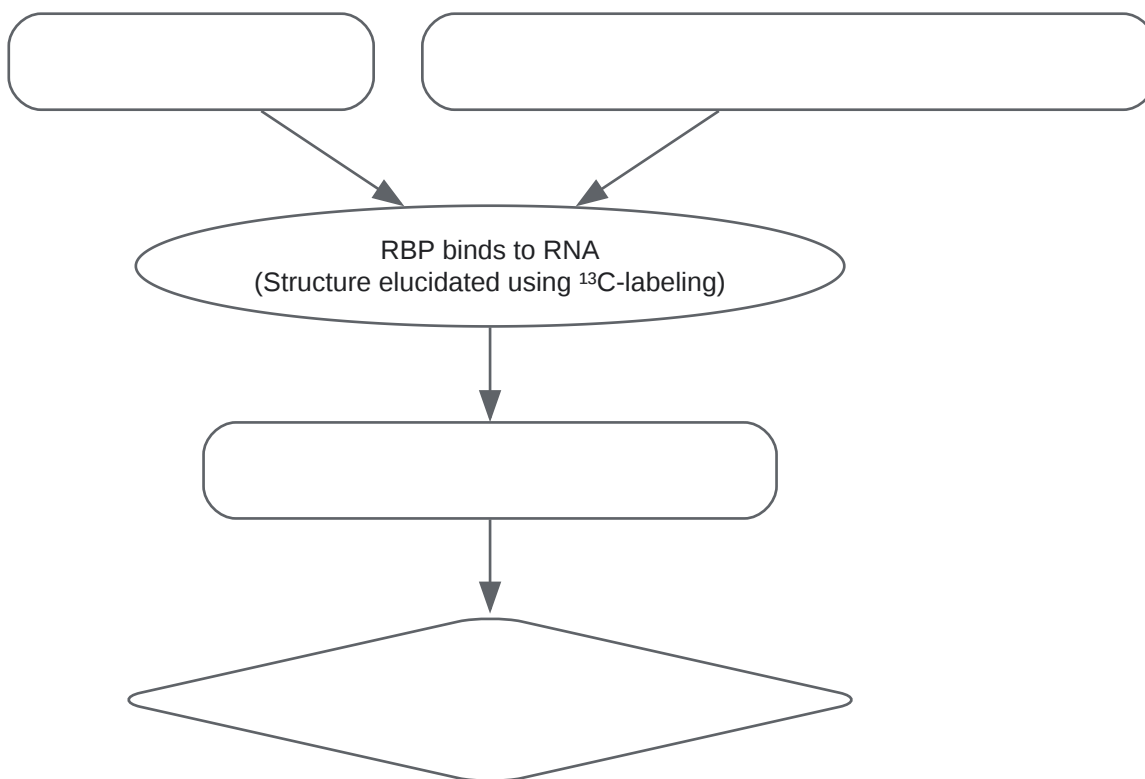 RBP binds to RNA
(Structure elucidated using ¹³C-labeling)